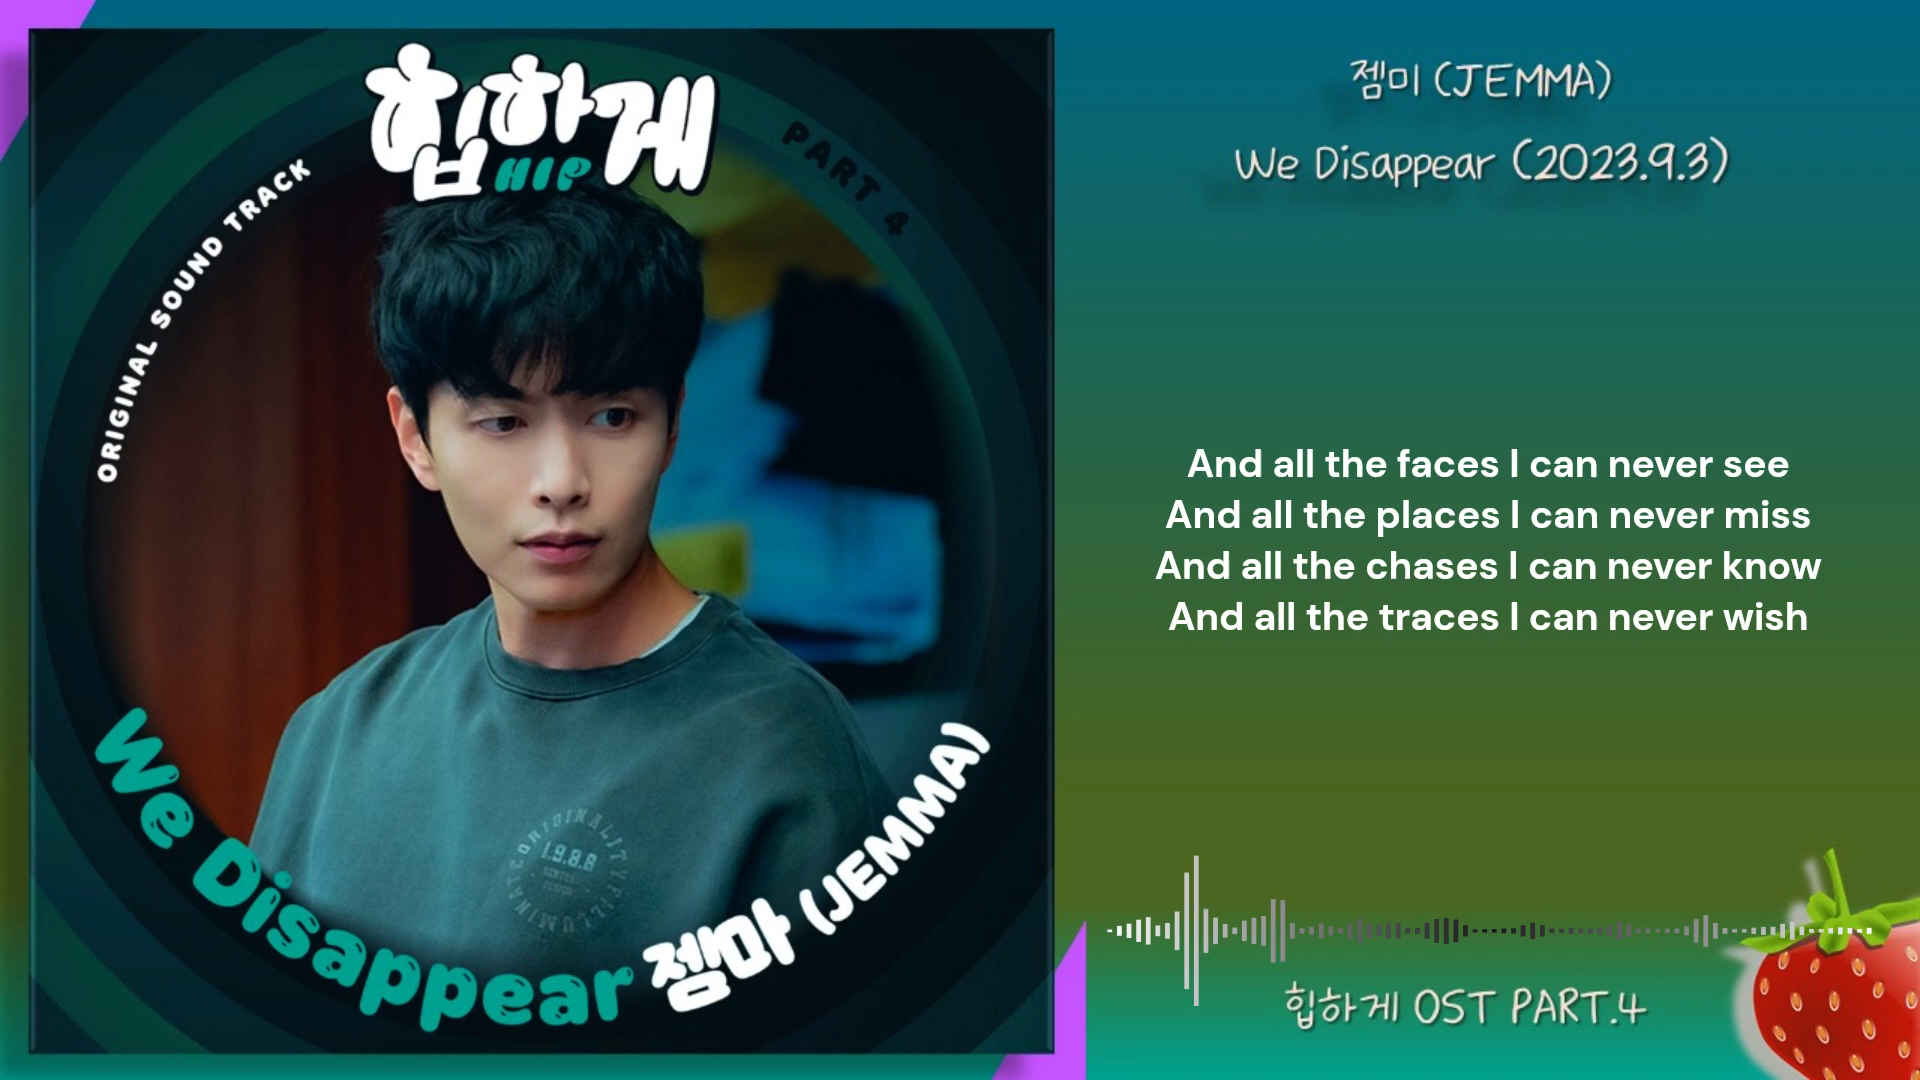 힙하게
HIP
ORIGINAL SOUND TRACK
PART 4
1988
We Disappear 젬마 (JEMMA)
젬미 (JEMMA)
We Disappear (2023.9.3)
And all the faces I can never see
And all the places I can never miss
And all the chases I can never know
And all the traces I can never wish
힙하게 OST PART.4